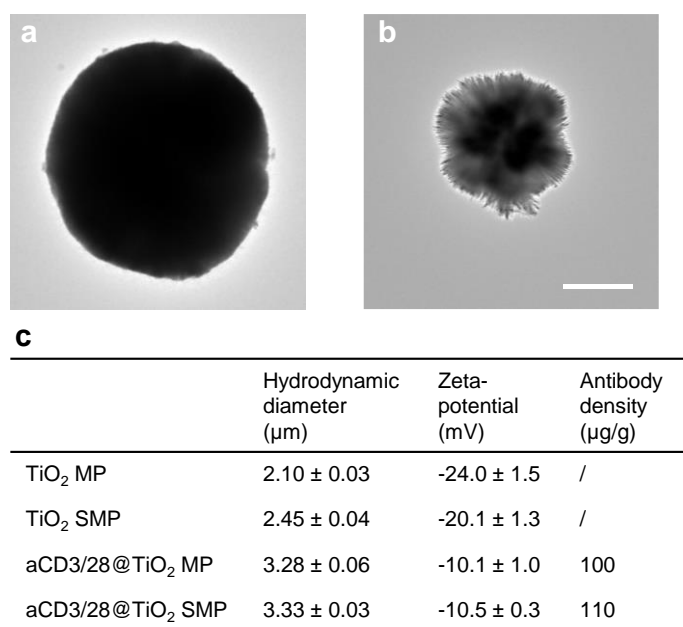 a
b
c
Hydrodynamic diameter (µm) Zeta-potential (mV) Antibody density (µg/g)
TiO2 MP 2.10 ± 0.03 -24.0 ± 1.5 /
TiO2 SMP 2.45 ± 0.04 -20.1 ± 1.3 /
aCD3/28@TiO2 MP 3.28 ± 0.06 -10.1 ± 1.0 100
aCD3/28@TiO2 SMP 3.33 ± 0.03 -10.5 ± 0.3 110